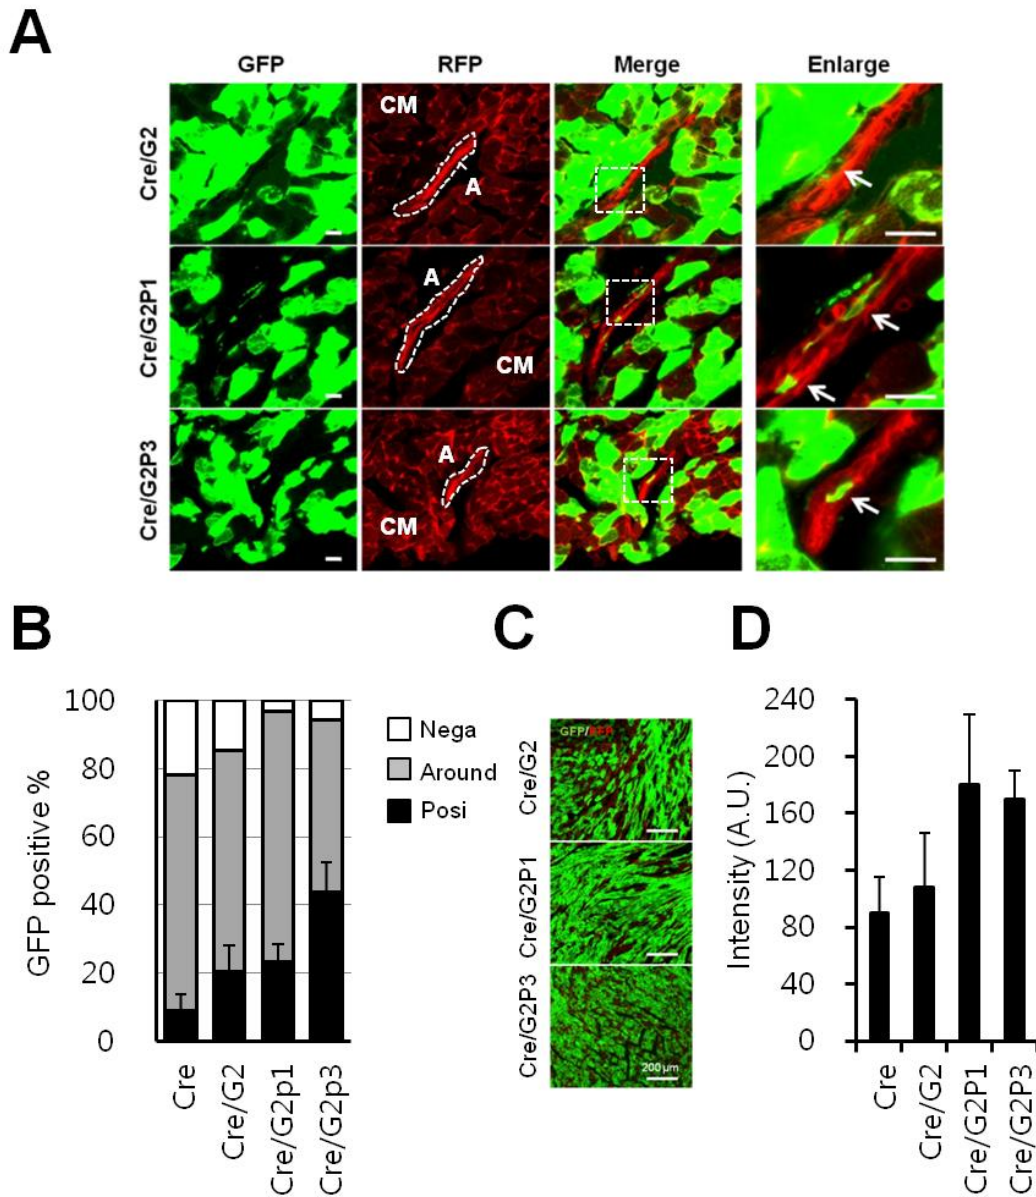 A
GFP RFP Merge Enlarge
Cre/G2
CM
A
Cre/G2P1
A
CM
Cre/G2P3
A
CM
B
GFP positive %
100
80
60
40
20
0
Cre
Cre/G2
Cre/G2p1
Cre/G2p3
Nega
Around
Posi
C
GFP/RFP
Cre/G2
Cre/G2P1
Cre/G2P3
200 µm
D
Intensity (A.U.)
240
200
160
120
80
40
0
Cre
Cre/G2
Cre/G2P1
Cre/G2P3